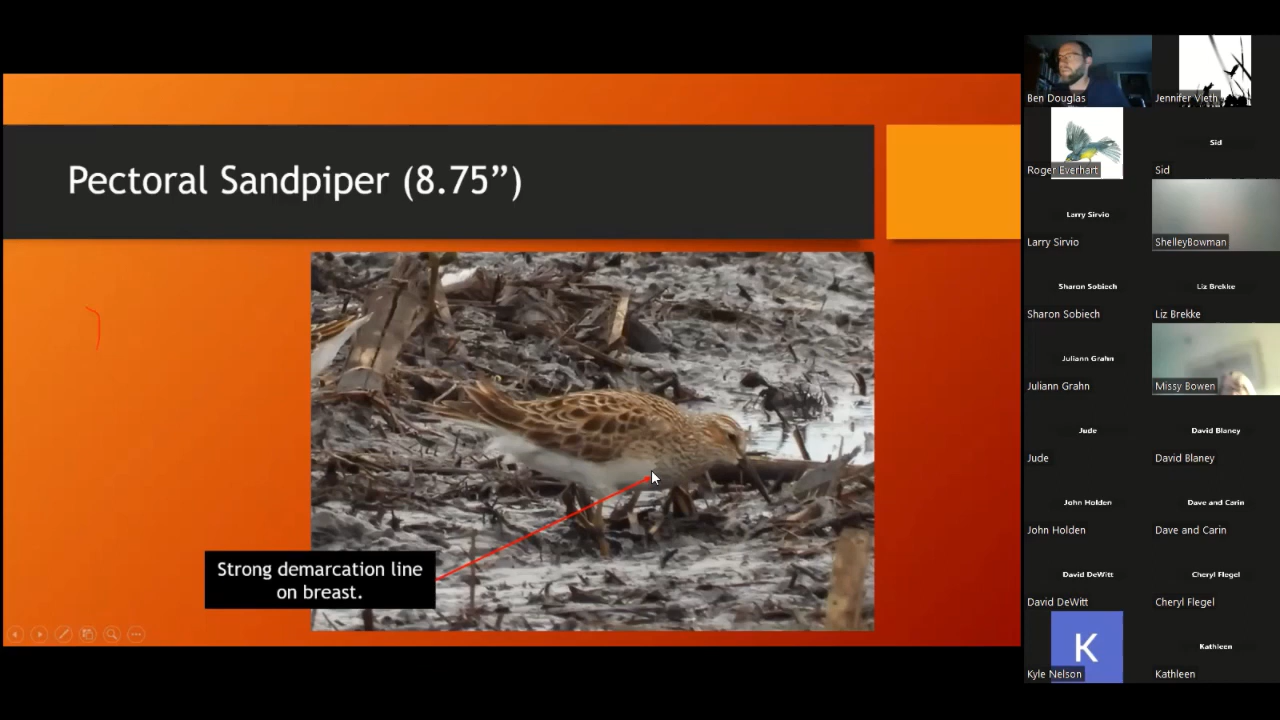 Pectoral Sandpiper (8.75”)
Strong demarcation line
on breast.
Ben Douglas
Jennifer Vieth
Roger Everhart
Sid
Sid
Larry Sirvio
Larry Sirvio
ShelleyBowman
Sharon Sobiech
Sharon Sobiech
Liz Brekke
Liz Brekke
Juliann Grahn
Juliann Grahn
Missy Bowen
Jude
Jude
David Blaney
David Blaney
John Holden
John Holden
Dave and Carin
Dave and Carin
David DeWitt
David DeWitt
Cheryl Flegel
Cheryl Flegel
K
Kyle Nelson
Kathleen
Kathleen